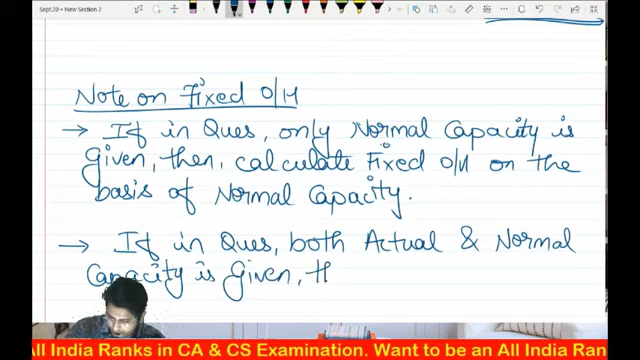 Sept.20 - New Section 2
Note on Fixed O/H
→ If in Ques, only Normal Capacity is
given, then, calculate Fixed O/H on the
basis of Normal Capacity.
→ If in Ques, both Actual & Normal
Capacity is given, th
All India Ranks in CA & CS Examination. Want to be an All India Ran